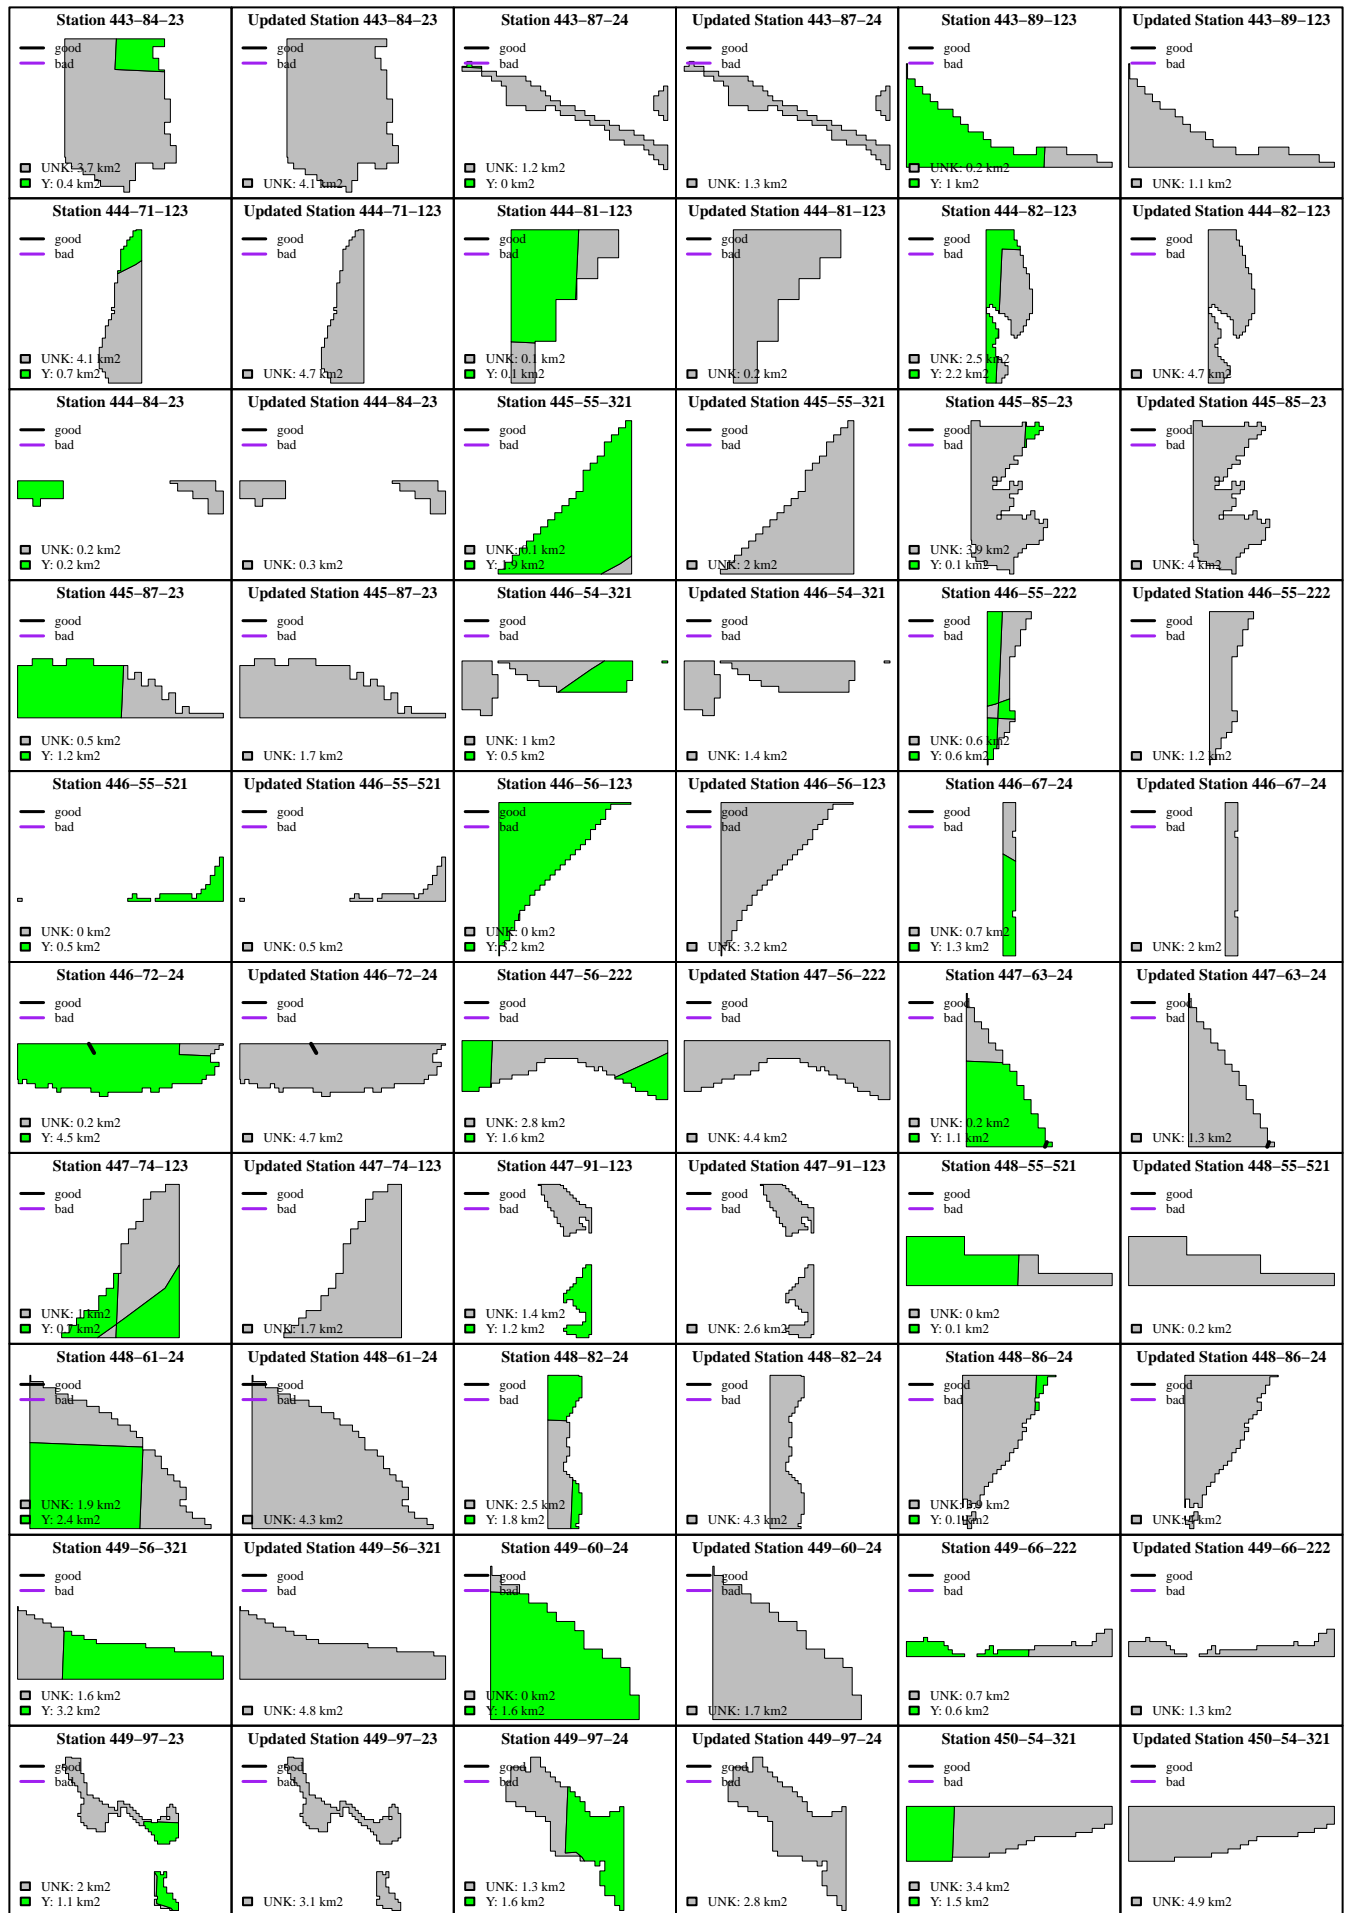 Station 443−84−23
good
bad
UNK: 3.7 km2
Y: 0.4 km2
Updated Station 443−84−23
good
bad
UNK: 4.1 km2
Station 443−87−24
good
bad
UNK: 1.2 km2
Y: 0 km2
Updated Station 443−87−24
good
bad
UNK: 1.3 km2
Station 443−89−123
good
bad
UNK: 0.2 km2
Y: 1 km2
Updated Station 443−89−123
good
bad
UNK: 1.1 km2
Station 444−71−123
good
bad
UNK: 4.1 km2
Y: 0.7 km2
Updated Station 444−71−123
good
bad
UNK: 4.7 km2
Station 444−81−123
good
bad
UNK: 0.1 km2
Y: 0.1 km2
Updated Station 444−81−123
good
bad
UNK: 0.2 km2
Station 444−82−123
good
bad
UNK: 2.5 km2
Y: 2.2 km2
Updated Station 444−82−123
good
bad
UNK: 4.7 km2
Station 444−84−23
good
bad
UNK: 0.2 km2
Y: 0.2 km2
Updated Station 444−84−23
good
bad
UNK: 0.3 km2
Station 445−55−321
good
bad
UNK: 0.1 km2
Y: 1.9 km2
Updated Station 445−55−321
good
bad
UNK: 2 km2
Station 445−85−23
good
bad
UNK: 3.9 km2
Y: 0.1 km2
Updated Station 445−85−23
good
bad
UNK: 4 km2
Station 445−87−23
good
bad
UNK: 0.5 km2
Y: 1.2 km2
Updated Station 445−87−23
good
bad
UNK: 1.7 km2
Station 446−54−321
good
bad
UNK: 1 km2
Y: 0.5 km2
Updated Station 446−54−321
good
bad
UNK: 1.4 km2
Station 446−55−222
good
bad
UNK: 0.6 km2
Y: 0.6 km2
Updated Station 446−55−222
good
bad
UNK: 1.2 km2
Station 446−55−521
good
bad
UNK: 0 km2
Y: 0.5 km2
Updated Station 446−55−521
good
bad
UNK: 0.5 km2
Station 446−56−123
good
bad
UNK: 0 km2
Y: 3.2 km2
Updated Station 446−56−123
good
bad
UNK: 3.2 km2
Station 446−67−24
good
bad
UNK: 0.7 km2
Y: 1.3 km2
Updated Station 446−67−24
good
bad
UNK: 2 km2
Station 446−72−24
good
bad
UNK: 0.2 km2
Y: 4.5 km2
Updated Station 446−72−24
good
bad
UNK: 4.7 km2
Station 447−56−222
good
bad
UNK: 2.8 km2
Y: 1.6 km2
Updated Station 447−56−222
good
bad
UNK: 4.4 km2
Station 447−63−24
good
bad
UNK: 0.2 km2
Y: 1.1 km2
Updated Station 447−63−24
good
bad
UNK: 1.3 km2
Station 447−74−123
good
bad
UNK: 1 km2
Y: 0.7 km2
Updated Station 447−74−123
good
bad
UNK: 1.7 km2
Station 447−91−123
good
bad
UNK: 1.4 km2
Y: 1.2 km2
Updated Station 447−91−123
good
bad
UNK: 2.6 km2
Station 448−55−521
good
bad
UNK: 0 km2
Y: 0.1 km2
Updated Station 448−55−521
good
bad
UNK: 0.2 km2
Station 448−61−24
good
bad
UNK: 1.9 km2
Y: 2.4 km2
Updated Station 448−61−24
good
bad
UNK: 4.3 km2
Station 448−82−24
good
bad
UNK: 2.5 km2
Y: 1.8 km2
Updated Station 448−82−24
good
bad
UNK: 4.3 km2
Station 448−86−24
good
bad
UNK: km2
Y: 0.1 km2
Updated Station 448−86−24
good
bad
UNK: km2
Station 449−56−321
good
bad
UNK: 1.6 km2
Y: 3.2 km2
Updated Station 449−56−321
good
bad
UNK: 4.8 km2
Station 449−60−24
good
bad
UNK: 0 km2
Y: 1.6 km2
Updated Station 449−60−24
good
bad
UNK: 1.7 km2
Station 449−66−222
good
bad
UNK: 0.7 km2
Y: 0.6 km2
Updated Station 449−66−222
good
bad
UNK: 1.3 km2
Station 449−97−23
good
bad
UNK: 2 km2
Y: 1.1 km2
Updated Station 449−97−23
good
bad
UNK: 3.1 km2
Station 449−97−24
good
bad
UNK: 1.3 km2
Y: 1.6 km2
Updated Station 449−97−24
good
bad
UNK: 2.8 km2
Station 450−54−321
good
bad
UNK: 3.4 km2
Y: 1.5 km2
Updated Station 450−54−321
good
bad
UNK: 4.9 km2